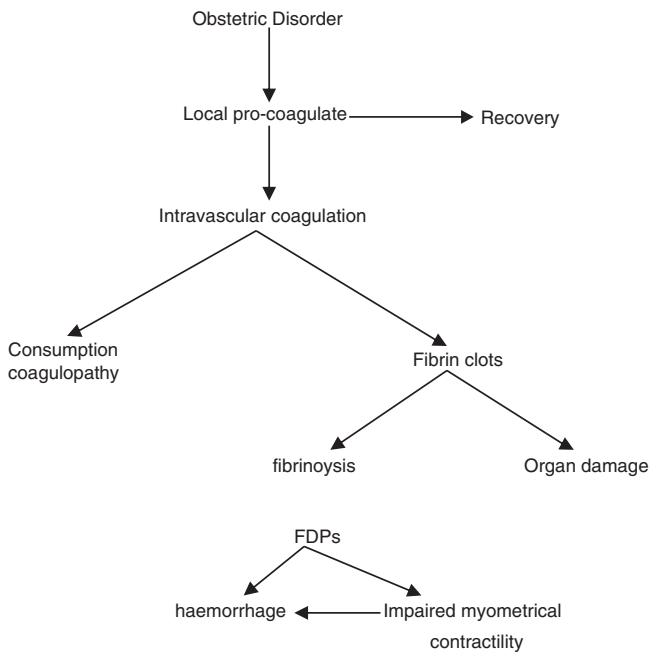 Obstetric Disorder
Local pro-coagulate
Recovery
Intravascular coagulation
Consumption
coagulopathy
Fibrin clots
fibrinoysis
Organ damage
FDPs
haemorrhage
Impaired myometrical
contractility